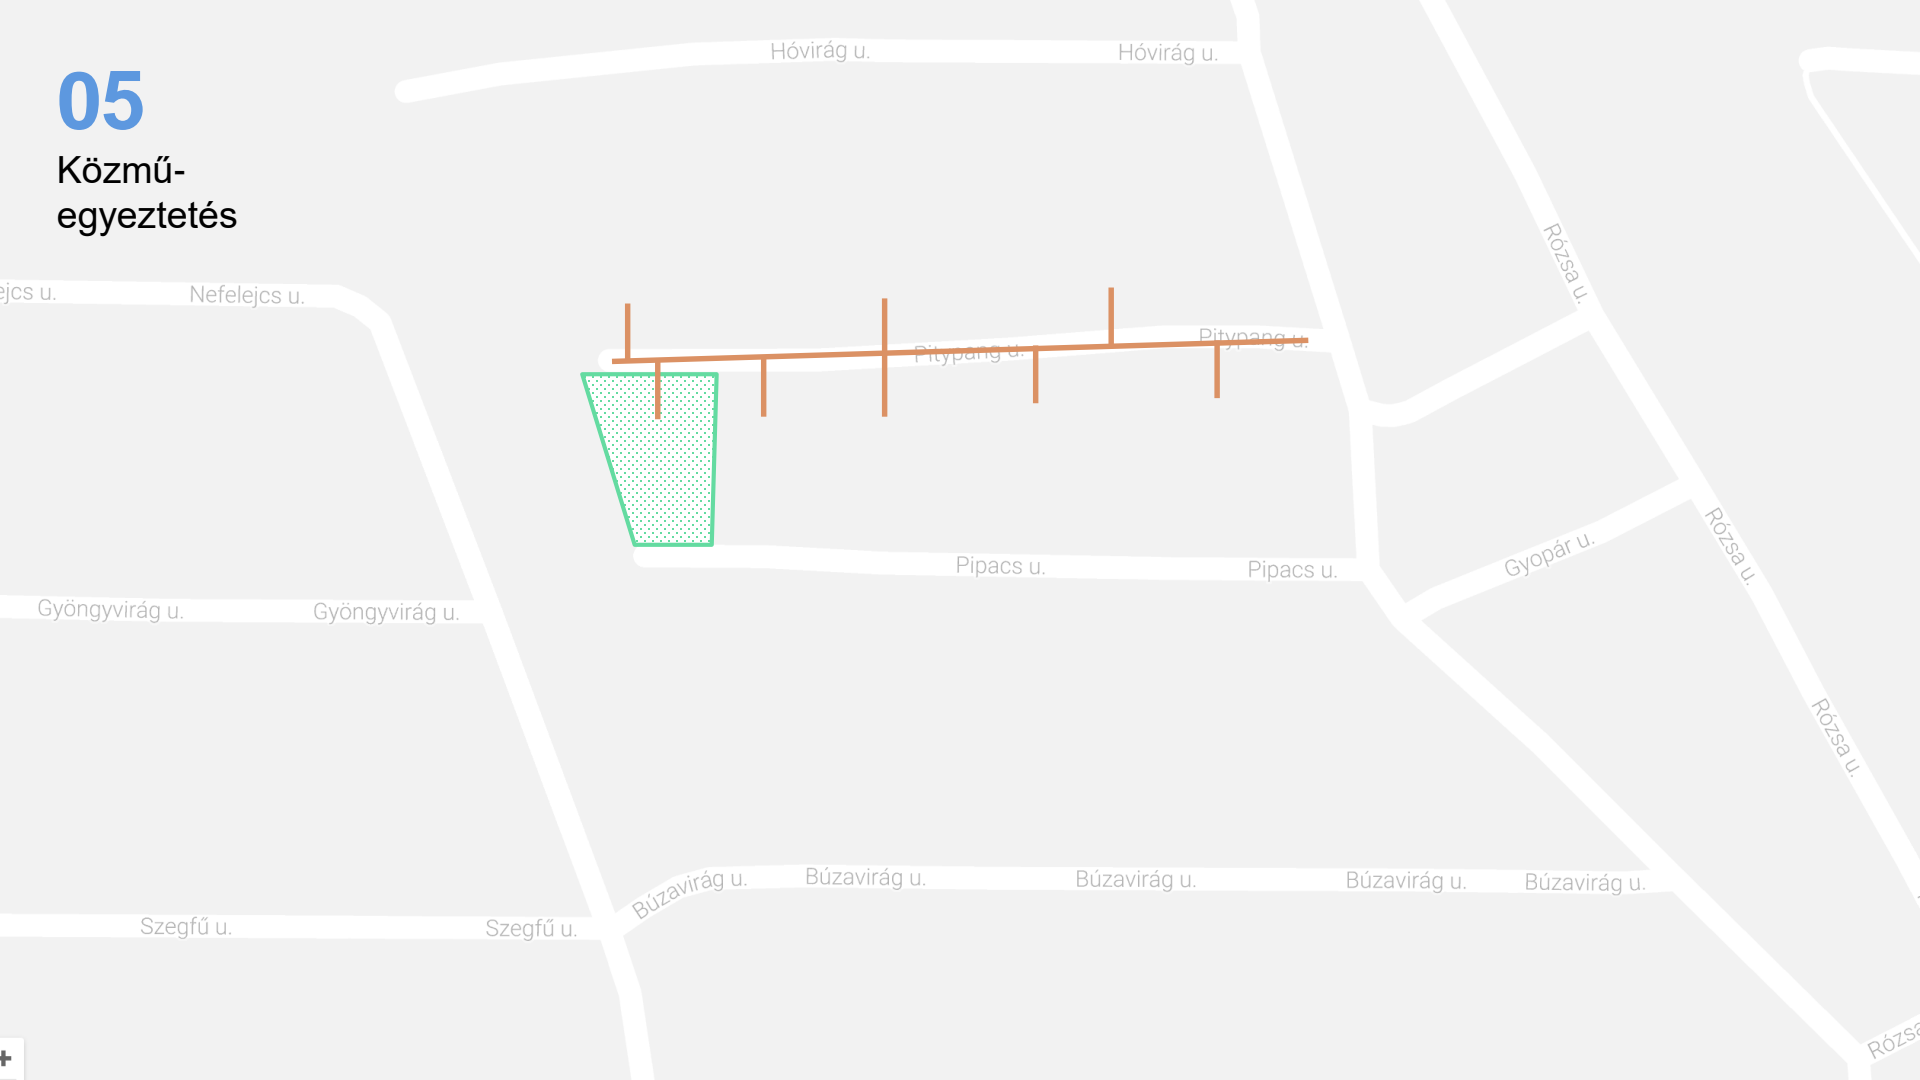 05
Közmű-
egyeztetés
Hóvirág u.
Hóvirág u.
Rózsa u.
ejcs u.
Nefelejcs u.
Pitypang u.
Pitypang u.
Rózsa u.
Gyopár u.
Pipacs u.
Pipacs u.
Gyöngyvirág u.
Gyöngyvirág u.
Rózsa u.
Búzavirág u.
Búzavirág u.
Búzavirág u.
Búzavirág u.
Búzavirág u.
Szegfű u.
Szegfű u.
Rózsa